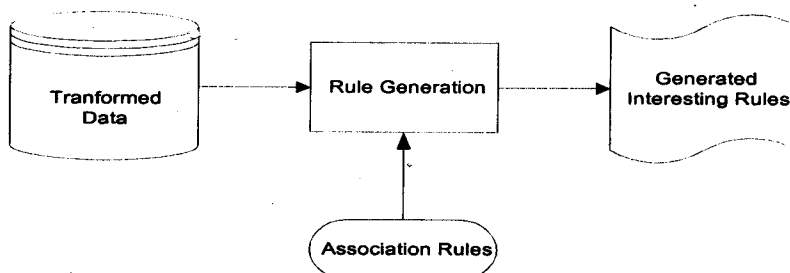 Tranformed
Data
Rule Generation
Generated
Interesting Rules
Association Rules